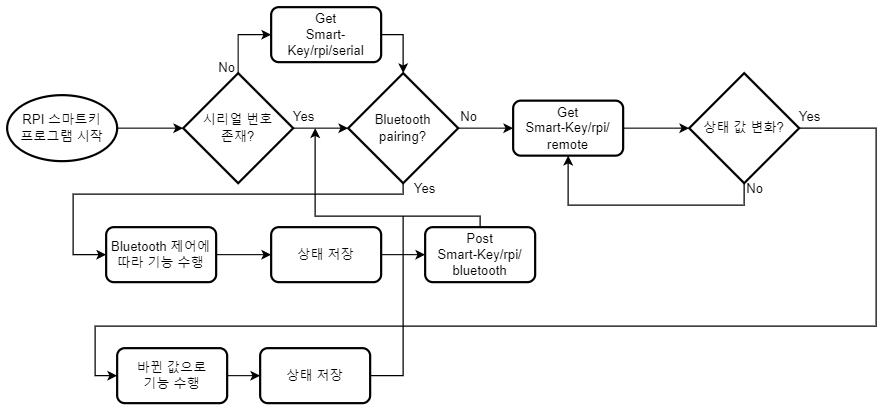 Get
Smart-
Key/rpi/serial
No
RPI 스마트키
프로그램 시작
시리얼 번호
존재?
Yes
Bluetooth
pairing?
No
Get
Smart-Key/rpi/
remote
상태 값 변화?
Yes
Yes
No
Bluetooth 제어에
따라 기능 수행
상태 저장
Post
Smart-Key/rpi/
bluetooth
바뀐 값으로
기능 수행
상태 저장